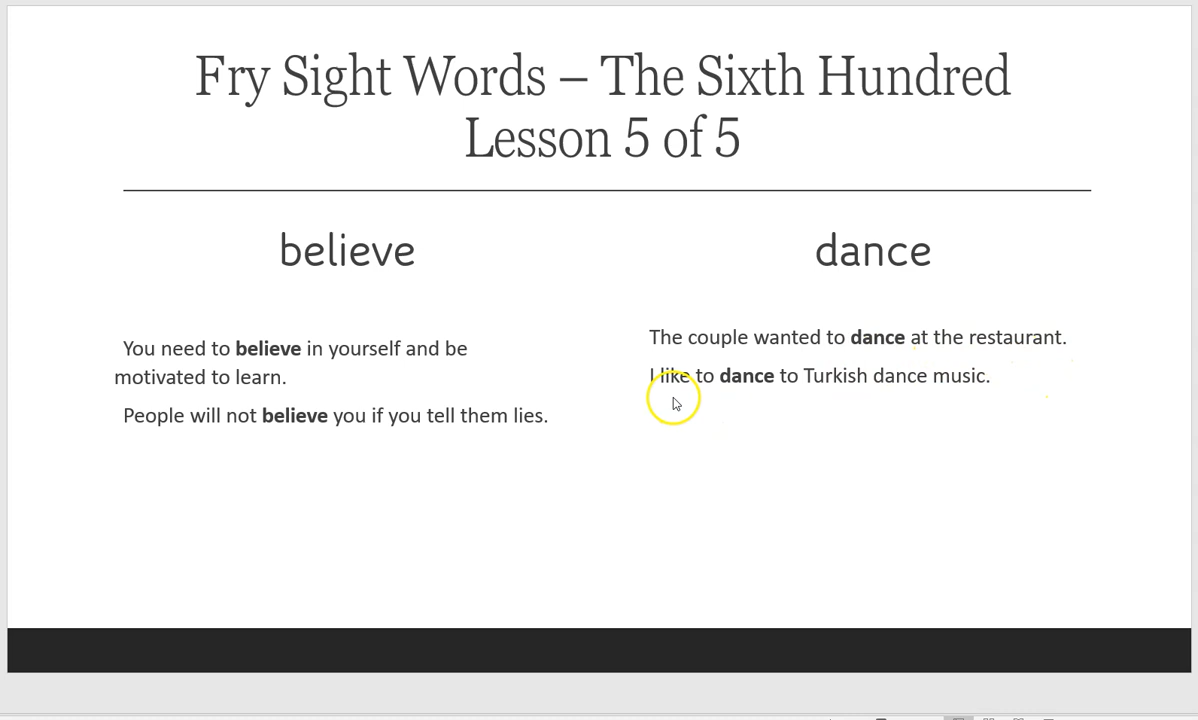 Fry Sight Words – The Sixth Hundred
Lesson 5 of 5
believe
You need to believe in yourself and be
motivated to learn.
People will not believe you if you tell them lies.
dance
The couple wanted to dance at the restaurant.
I like to dance to Turkish dance music.